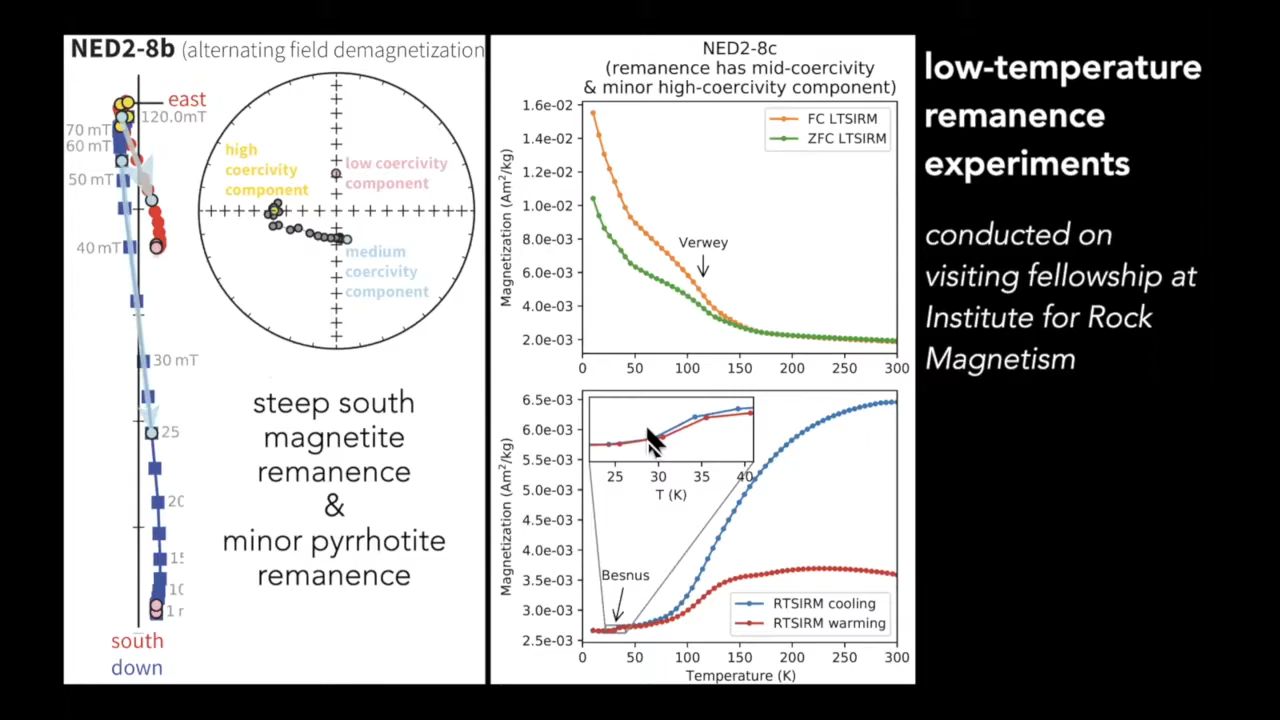 NED2-8b (alternating field demagnetization
east
120.0mT
70 mT
60 mT
50 mT
40 mT
30 mT
25
20
15
10
1
south
down
high
coercivity
component
low coercivity
component
medium
coercivity
component
steep south
magnetite
remanence
&
minor pyrrhotite
remanence
NED2-8c
(remanence has mid-coercivity
& minor high-coercivity component)
Magnetization (Am²/kg)
1.6e-02
1.4e-02
1.2e-02
1.0e-02
8.0e-03
6.0e-03
4.0e-03
2.0e-03
FC LTSIRM
ZFC LTSIRM
Verwey
0 50 100 150 200 250 300
Magnetization (Am²/kg)
6.5e-03
6.0e-03
5.5e-03
5.0e-03
4.5e-03
4.0e-03
3.5e-03
3.0e-03
2.5e-03
25 30 35 40
T (K)
Besnus
RTSIRM cooling
RTSIRM warming
0 50 100 150 200 250 300
Temperature (K)
low-temperature
remanence
experiments
conducted on
visiting fellowship at
Institute for Rock
Magnetism